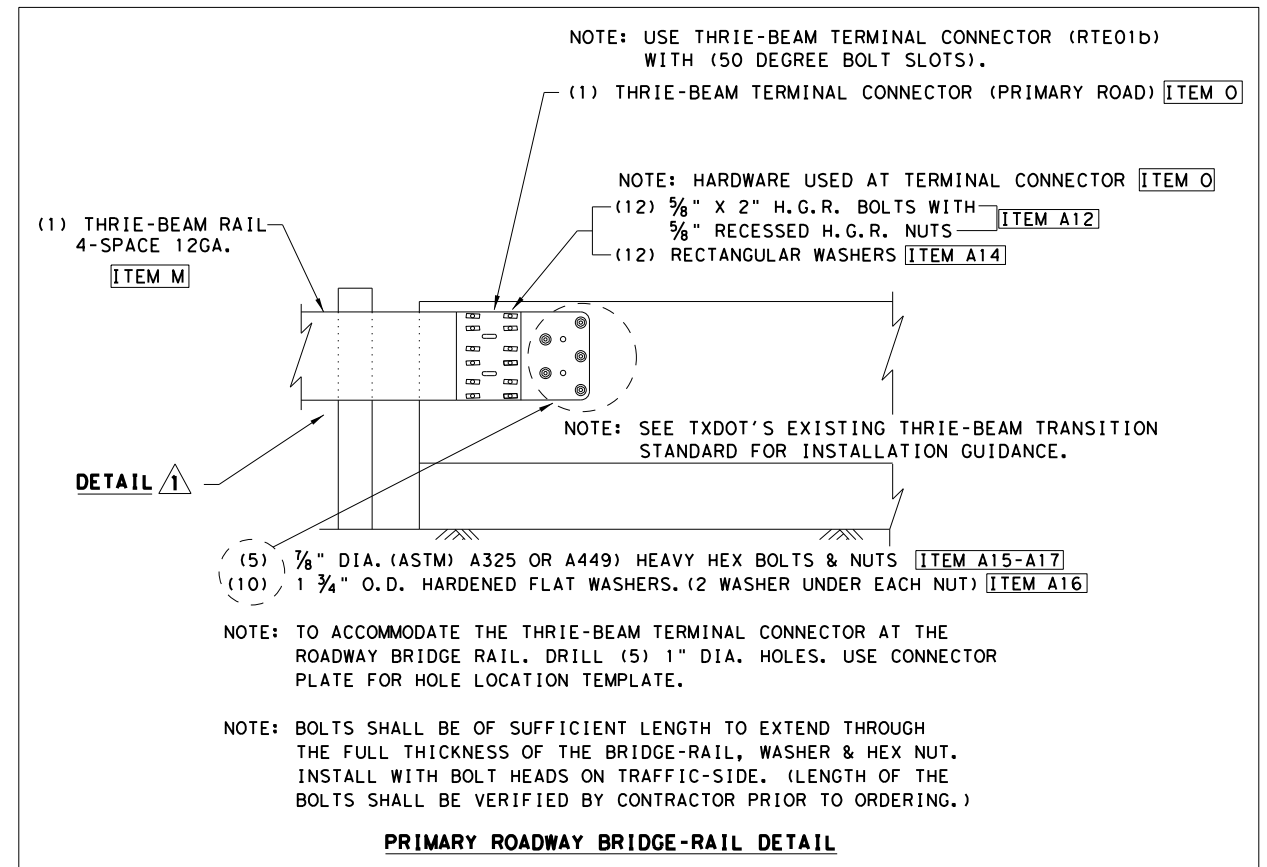 NOTE: USE THRIE-BEAM TERMINAL CONNECTOR (RTE01b)
WITH (50 DEGREE BOLT SLOTS).
(1) THRIE-BEAM TERMINAL CONNECTOR (PRIMARY ROAD) ITEM O
NOTE: HARDWARE USED AT TERMINAL CONNECTOR ITEM O
(12) ⅝" X 2" H.G.R. BOLTS WITH
⅝" RECESSED H.G.R. NUTS ITEM A12
(12) RECTANGULAR WASHERS ITEM A14
(1) THRIE-BEAM RAIL
4-SPACE 12GA.
ITEM M
NOTE: SEE TXDOT'S EXISTING THRIE-BEAM TRANSITION
STANDARD FOR INSTALLATION GUIDANCE.
DETAIL 1
(5) ⅞" DIA. (ASTM) A325 OR A449) HEAVY HEX BOLTS & NUTS ITEM A15-A17
(10) 1 ¾" O.D. HARDENED FLAT WASHERS. (2 WASHER UNDER EACH NUT) ITEM A16
NOTE: TO ACCOMMODATE THE THRIE-BEAM TERMINAL CONNECTOR AT THE
ROADWAY BRIDGE RAIL. DRILL (5) 1" DIA. HOLES. USE CONNECTOR
PLATE FOR HOLE LOCATION TEMPLATE.
NOTE: BOLTS SHALL BE OF SUFFICIENT LENGTH TO EXTEND THROUGH
THE FULL THICKNESS OF THE BRIDGE-RAIL, WASHER & HEX NUT.
INSTALL WITH BOLT HEADS ON TRAFFIC-SIDE. (LENGTH OF THE
BOLTS SHALL BE VERIFIED BY CONTRACTOR PRIOR TO ORDERING.)
PRIMARY ROADWAY BRIDGE-RAIL DETAIL